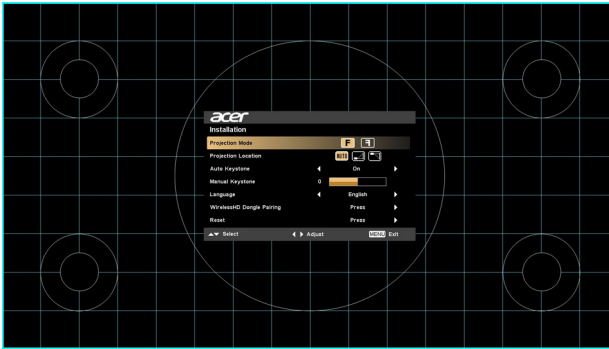 acer
Installation
Projection Mode F F
Projection Location AUTO
Auto Keystone On
Manual Keystone 0
Language English
WirelessHD Dongle Pairing Press
Reset Press
Select Adjust MENU Exit